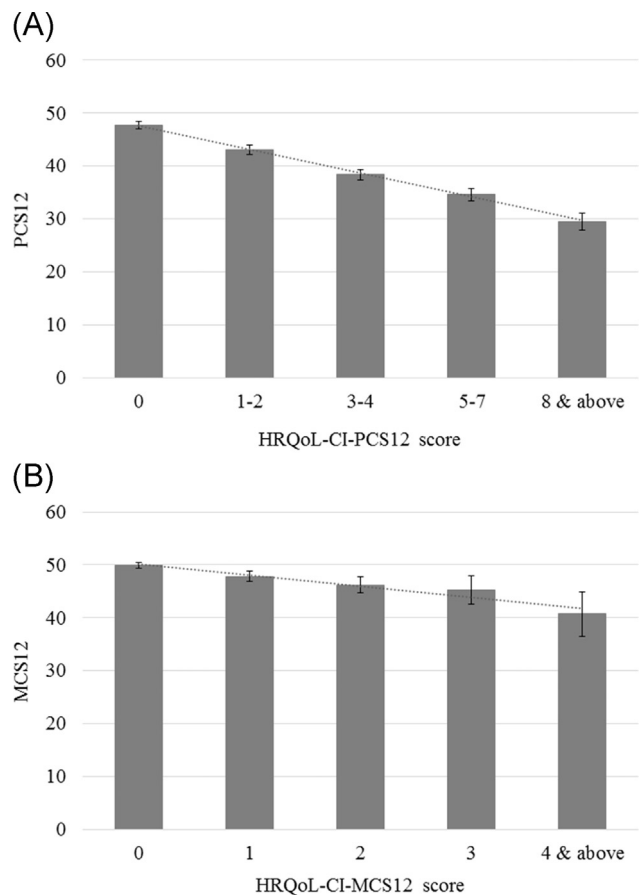 (A)
60
50
40
30
20
10
0
PCS12
0 1-2 3-4 5-7 8 & above
HRQoL-CI-PCS12 score
(B)
60
50
40
30
20
10
0
MCS12
0 1 2 3 4 & above
HRQoL-CI-MCS12 score